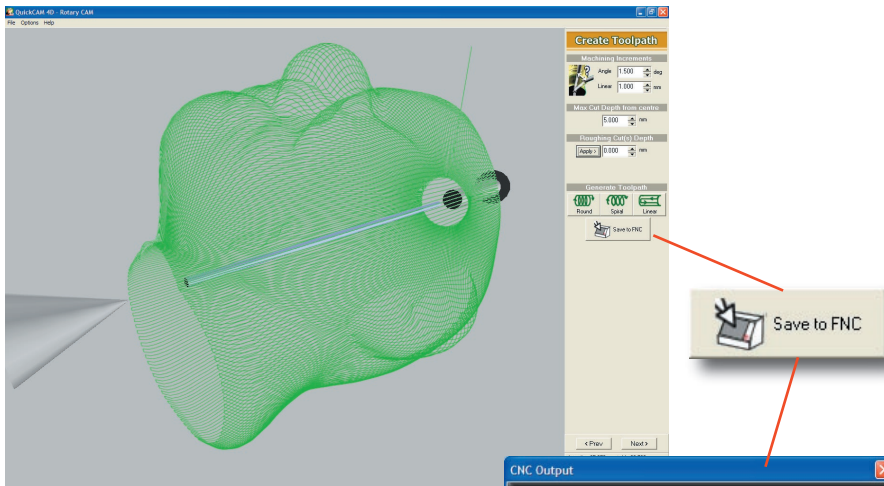 QuickCAM 4D - Rotary CAM
File Options Help
Create Toolpath
Machining Increments
Angle 1.500 deg
Linear 1.000 mm
Max Cut Depth from centre
5.000 mm
Roughing Cut(s) Depth
Apply > 0.000 mm
Generate Toolpath
Round Spiral Linear
Save to FNC
Save to FNC
< Prev Next >
CNC Output